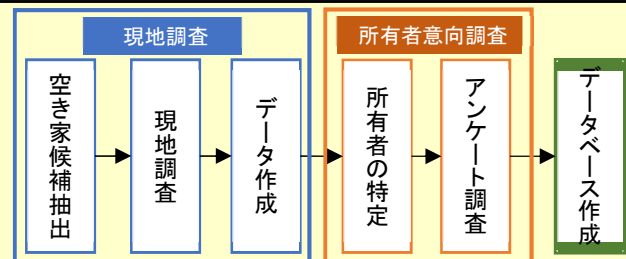 現地調査
所有者意向調査
空き家候補抽出
現地調査
データ作成
所有者の特定
アンケート調査
データベース作成